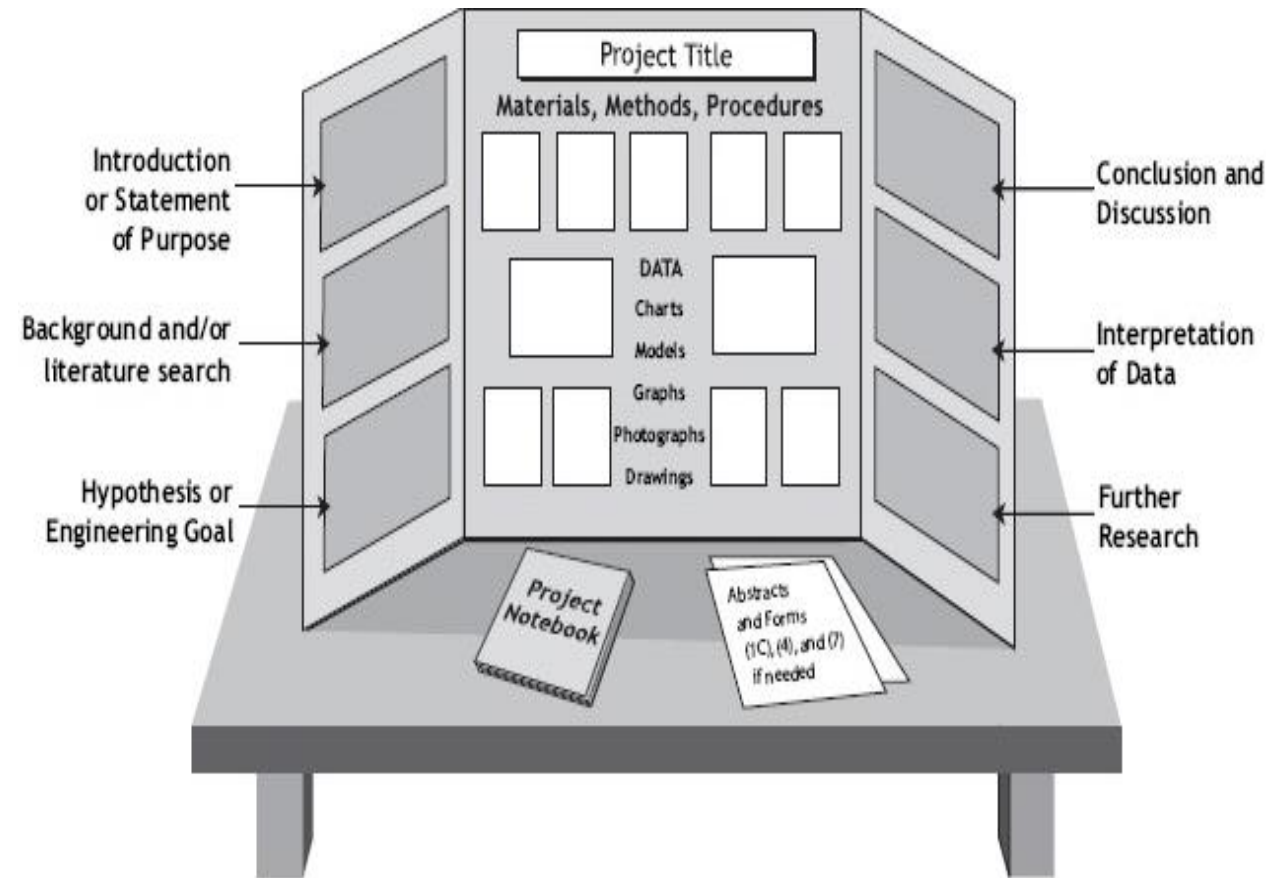 Project Title
Materials, Methods, Procedures
Introduction
or Statement
of Purpose
Background and/or
literature search
Hypothesis or
Engineering Goal
DATA
Charts
Models
Graphs
Photographs
Drawings
Conclusion and
Discussion
Interpretation
of Data
Further
Research
Project
Notebook
Abstracts
and Forms
(1C), (4), and (7)
if needed